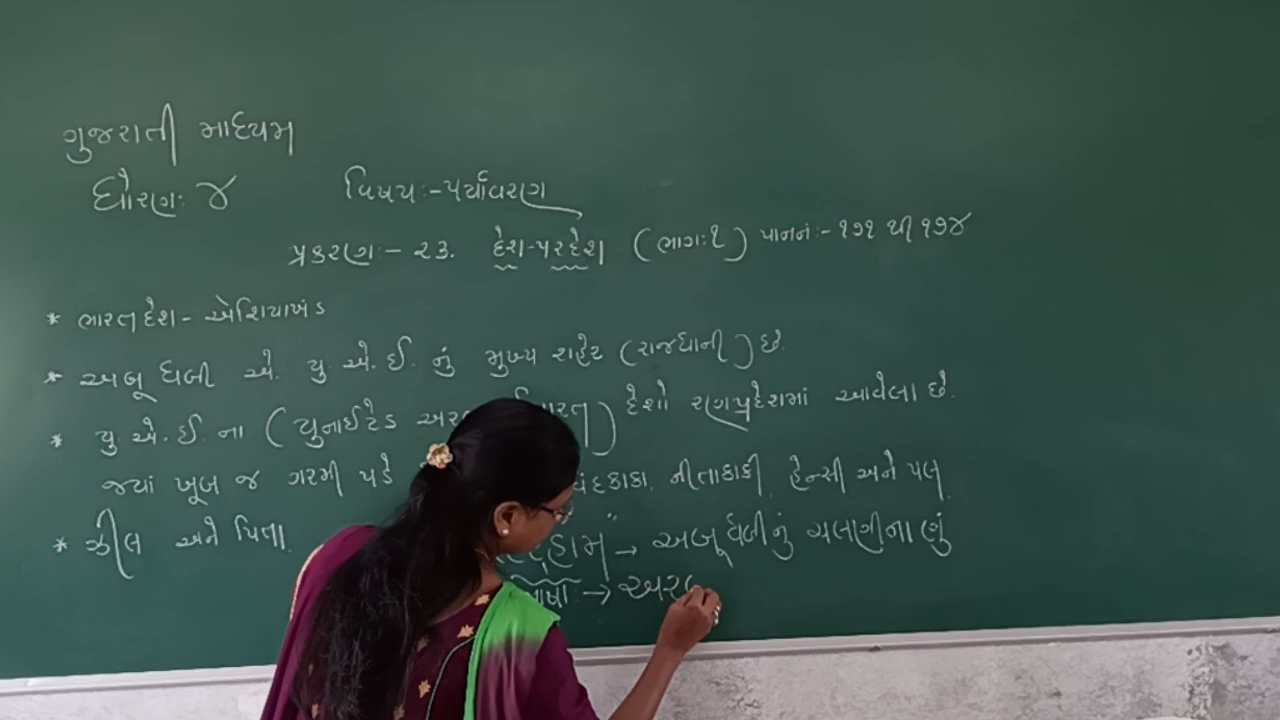 ગુજરાતી માધ્યમ
ધોરણઃ ૪ વિષયઃ-પર્યાવરણ
પ્રકરણઃ- ૨૩. દેશ-પરદેશ (ભાગઃ૧) પાનનંઃ- ૧૭૧ થી ૧૭૪
* ભારત દેશ- એશિયાખંડ
* અબૂ ધાબી એ. યુ.એ.ઈ. નું મુખ્ય શહેર (રાજધાની) છે.
* યુ.એ.ઈ. ના (યુનાઈટેડ દેશો રણપ્રદેશમાં આવેલા છે.
જ્યાં ખૂબ જ ગરમી પડે નીતાકાકી, હેન્સી અને પલ
* ઝીલ અને પિતા
→ અબૂ ધાબીનું ચલણીનાણું
→